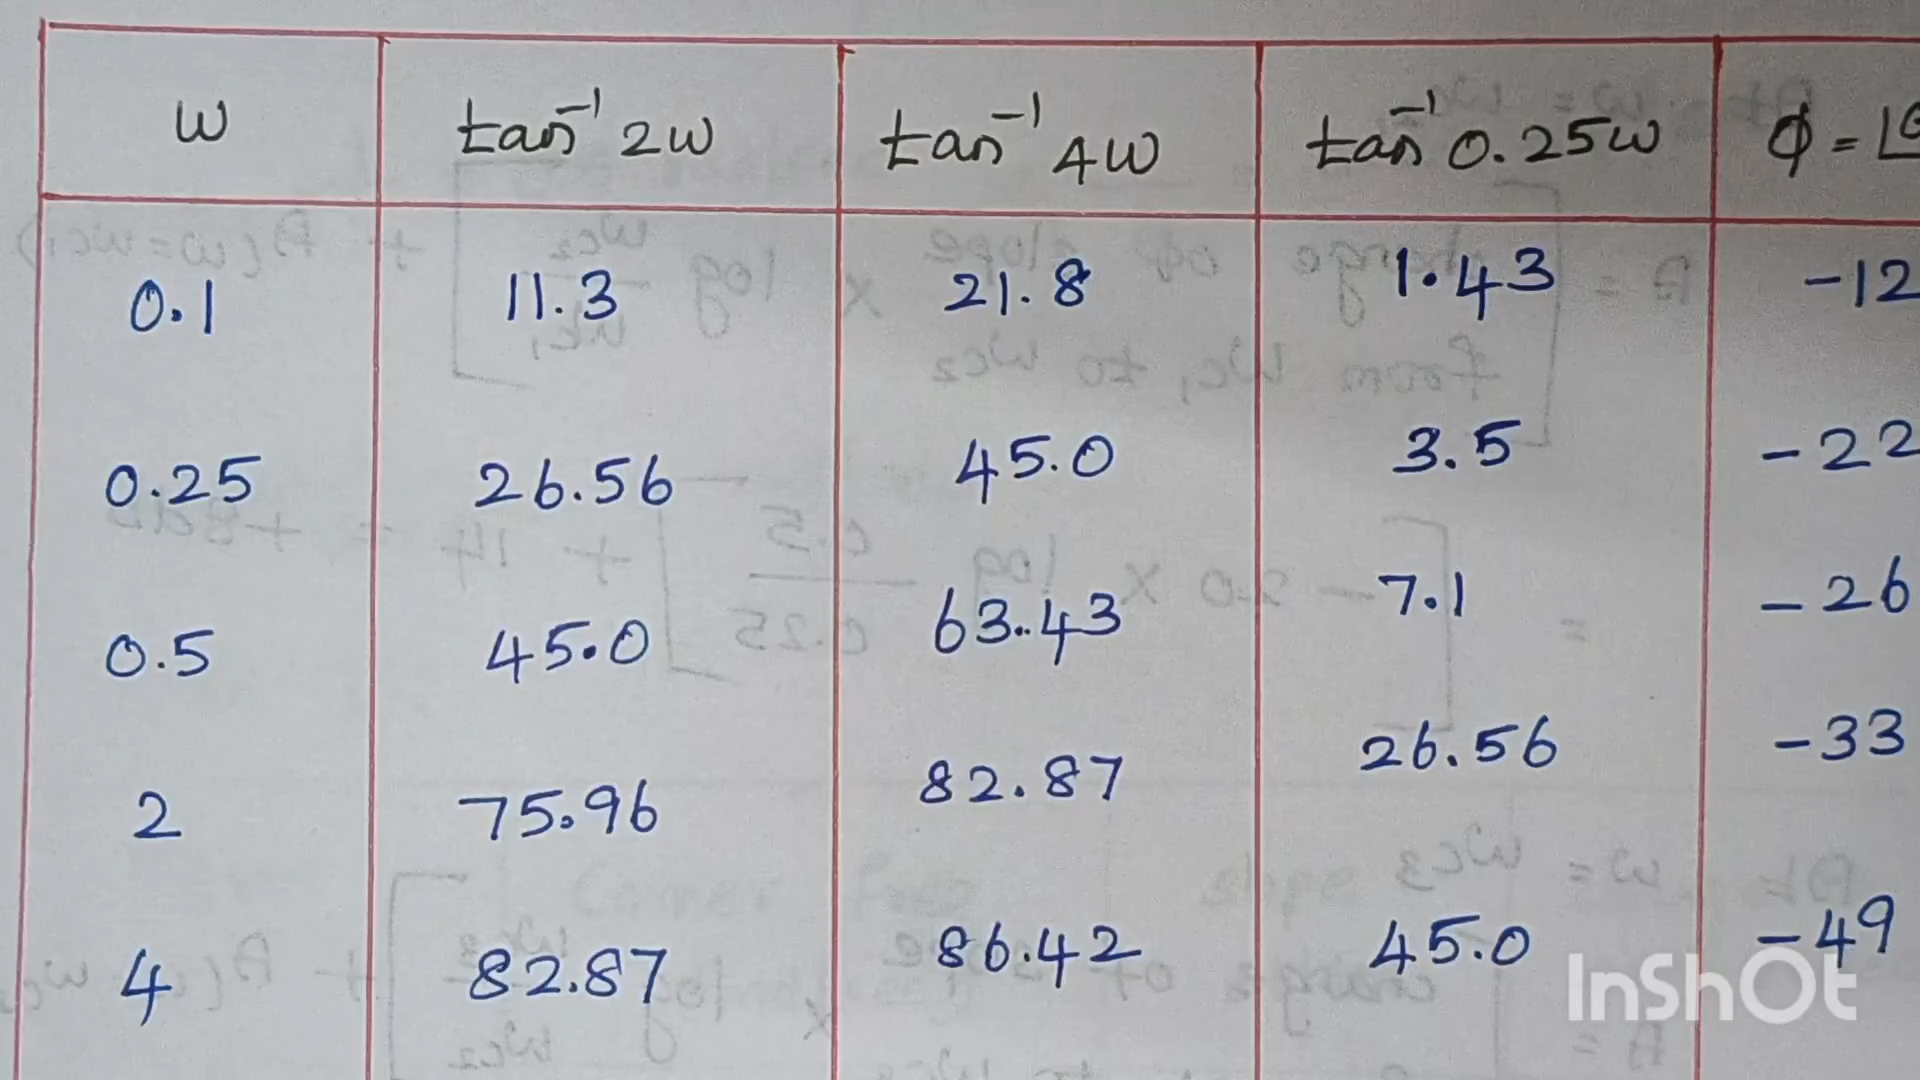 ω tan⁻¹ 2ω tan⁻¹ 4ω tan⁻¹ 0.25ω ϕ = ∠G
0.1 11.3 21.8 1.43 -12
0.25 26.56 45.0 3.5 -22
0.5 45.0 63.43 7.1 -26
2 75.96 82.87 26.56 -33
4 82.87 86.42 45.0 -49
InShOt